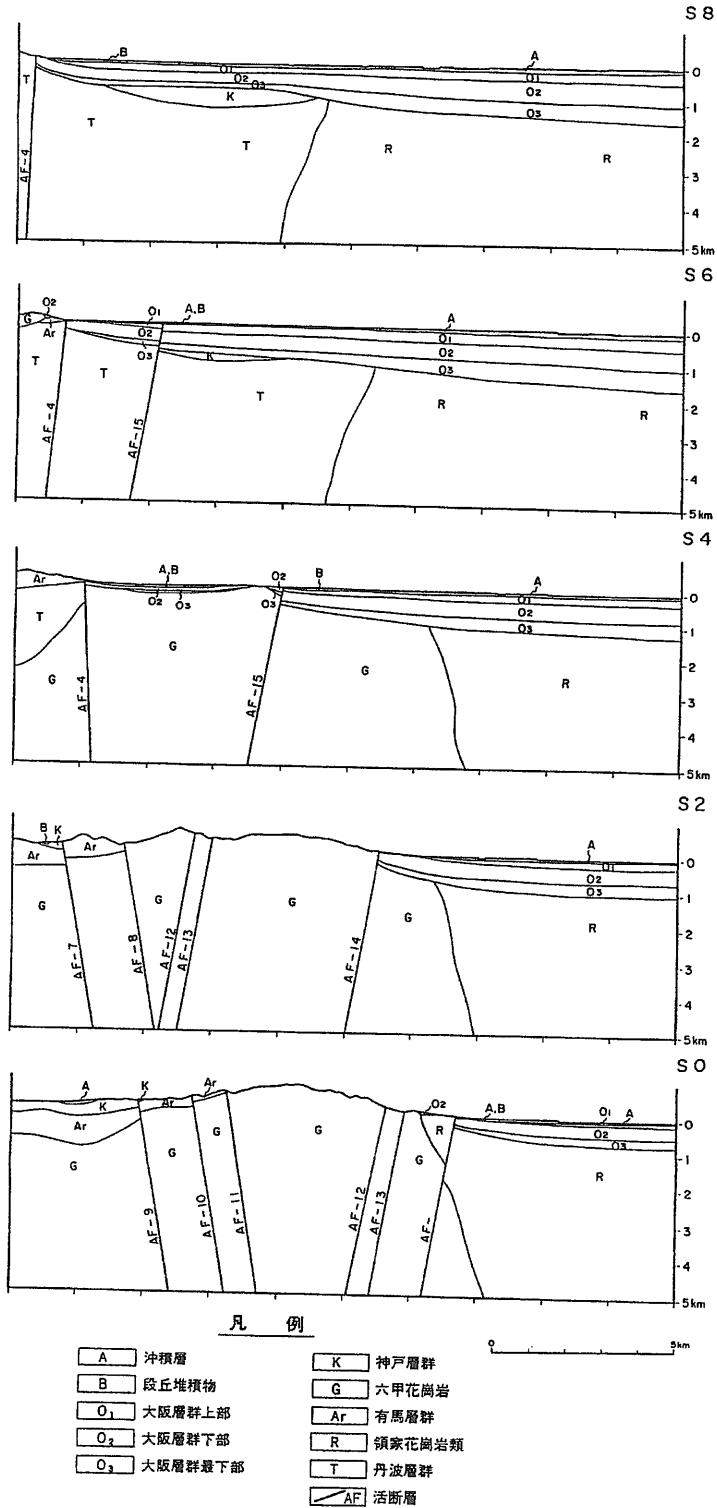 S8
B
A
O1
O2
O3
K
O1
O2
O3
T
T
T
R
R
AF-4
0
-1
-2
-3
-4
5km
S6
O2
G
Ar
O1
A,B
A
O2
O3
K
O1
O2
O3
T
T
T
R
R
AF-4
AF-15
0
-1
-2
-3
-4
5km
S4
Ar
A,B
O2
B
A
O2
O3
O3
O1
O2
O3
T
G
G
G
R
AF-4
AF-15
0
-1
-2
-3
-4
5km
S2
B
K
A
Ar
Ar
O1
O2
O3
G
G
G
G
R
AF-7
AF-8
AF-12
AF-13
AF-14
0
-1
-2
-3
-4
5km
S0
A
K
Ar
K
Ar
Ar
O2
A,B
O1
A
R
O2
O3
G
G
G
G
G
R
AF-9
AF-10
AF-11
AF-12
AF-13
AF-
0
-1
-2
-3
-4
5km
凡 例
0
5km
A 沖積層
B 段丘堆積物
O1 大阪層群上部
O2 大阪層群下部
O3 大阪層群最下部
K 神戸層群
G 六甲花崗岩
Ar 有馬層群
R 領家花崗岩類
T 丹波層群
AF 活断層